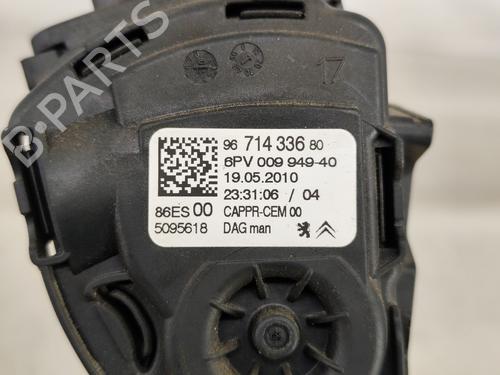 17
96 714 336 80
6PV 009 949-40
19.05.2010
23:31:06 / 04
86ES 00 CAPPR-CEM 00
5095618 DAG man
B-PARTS